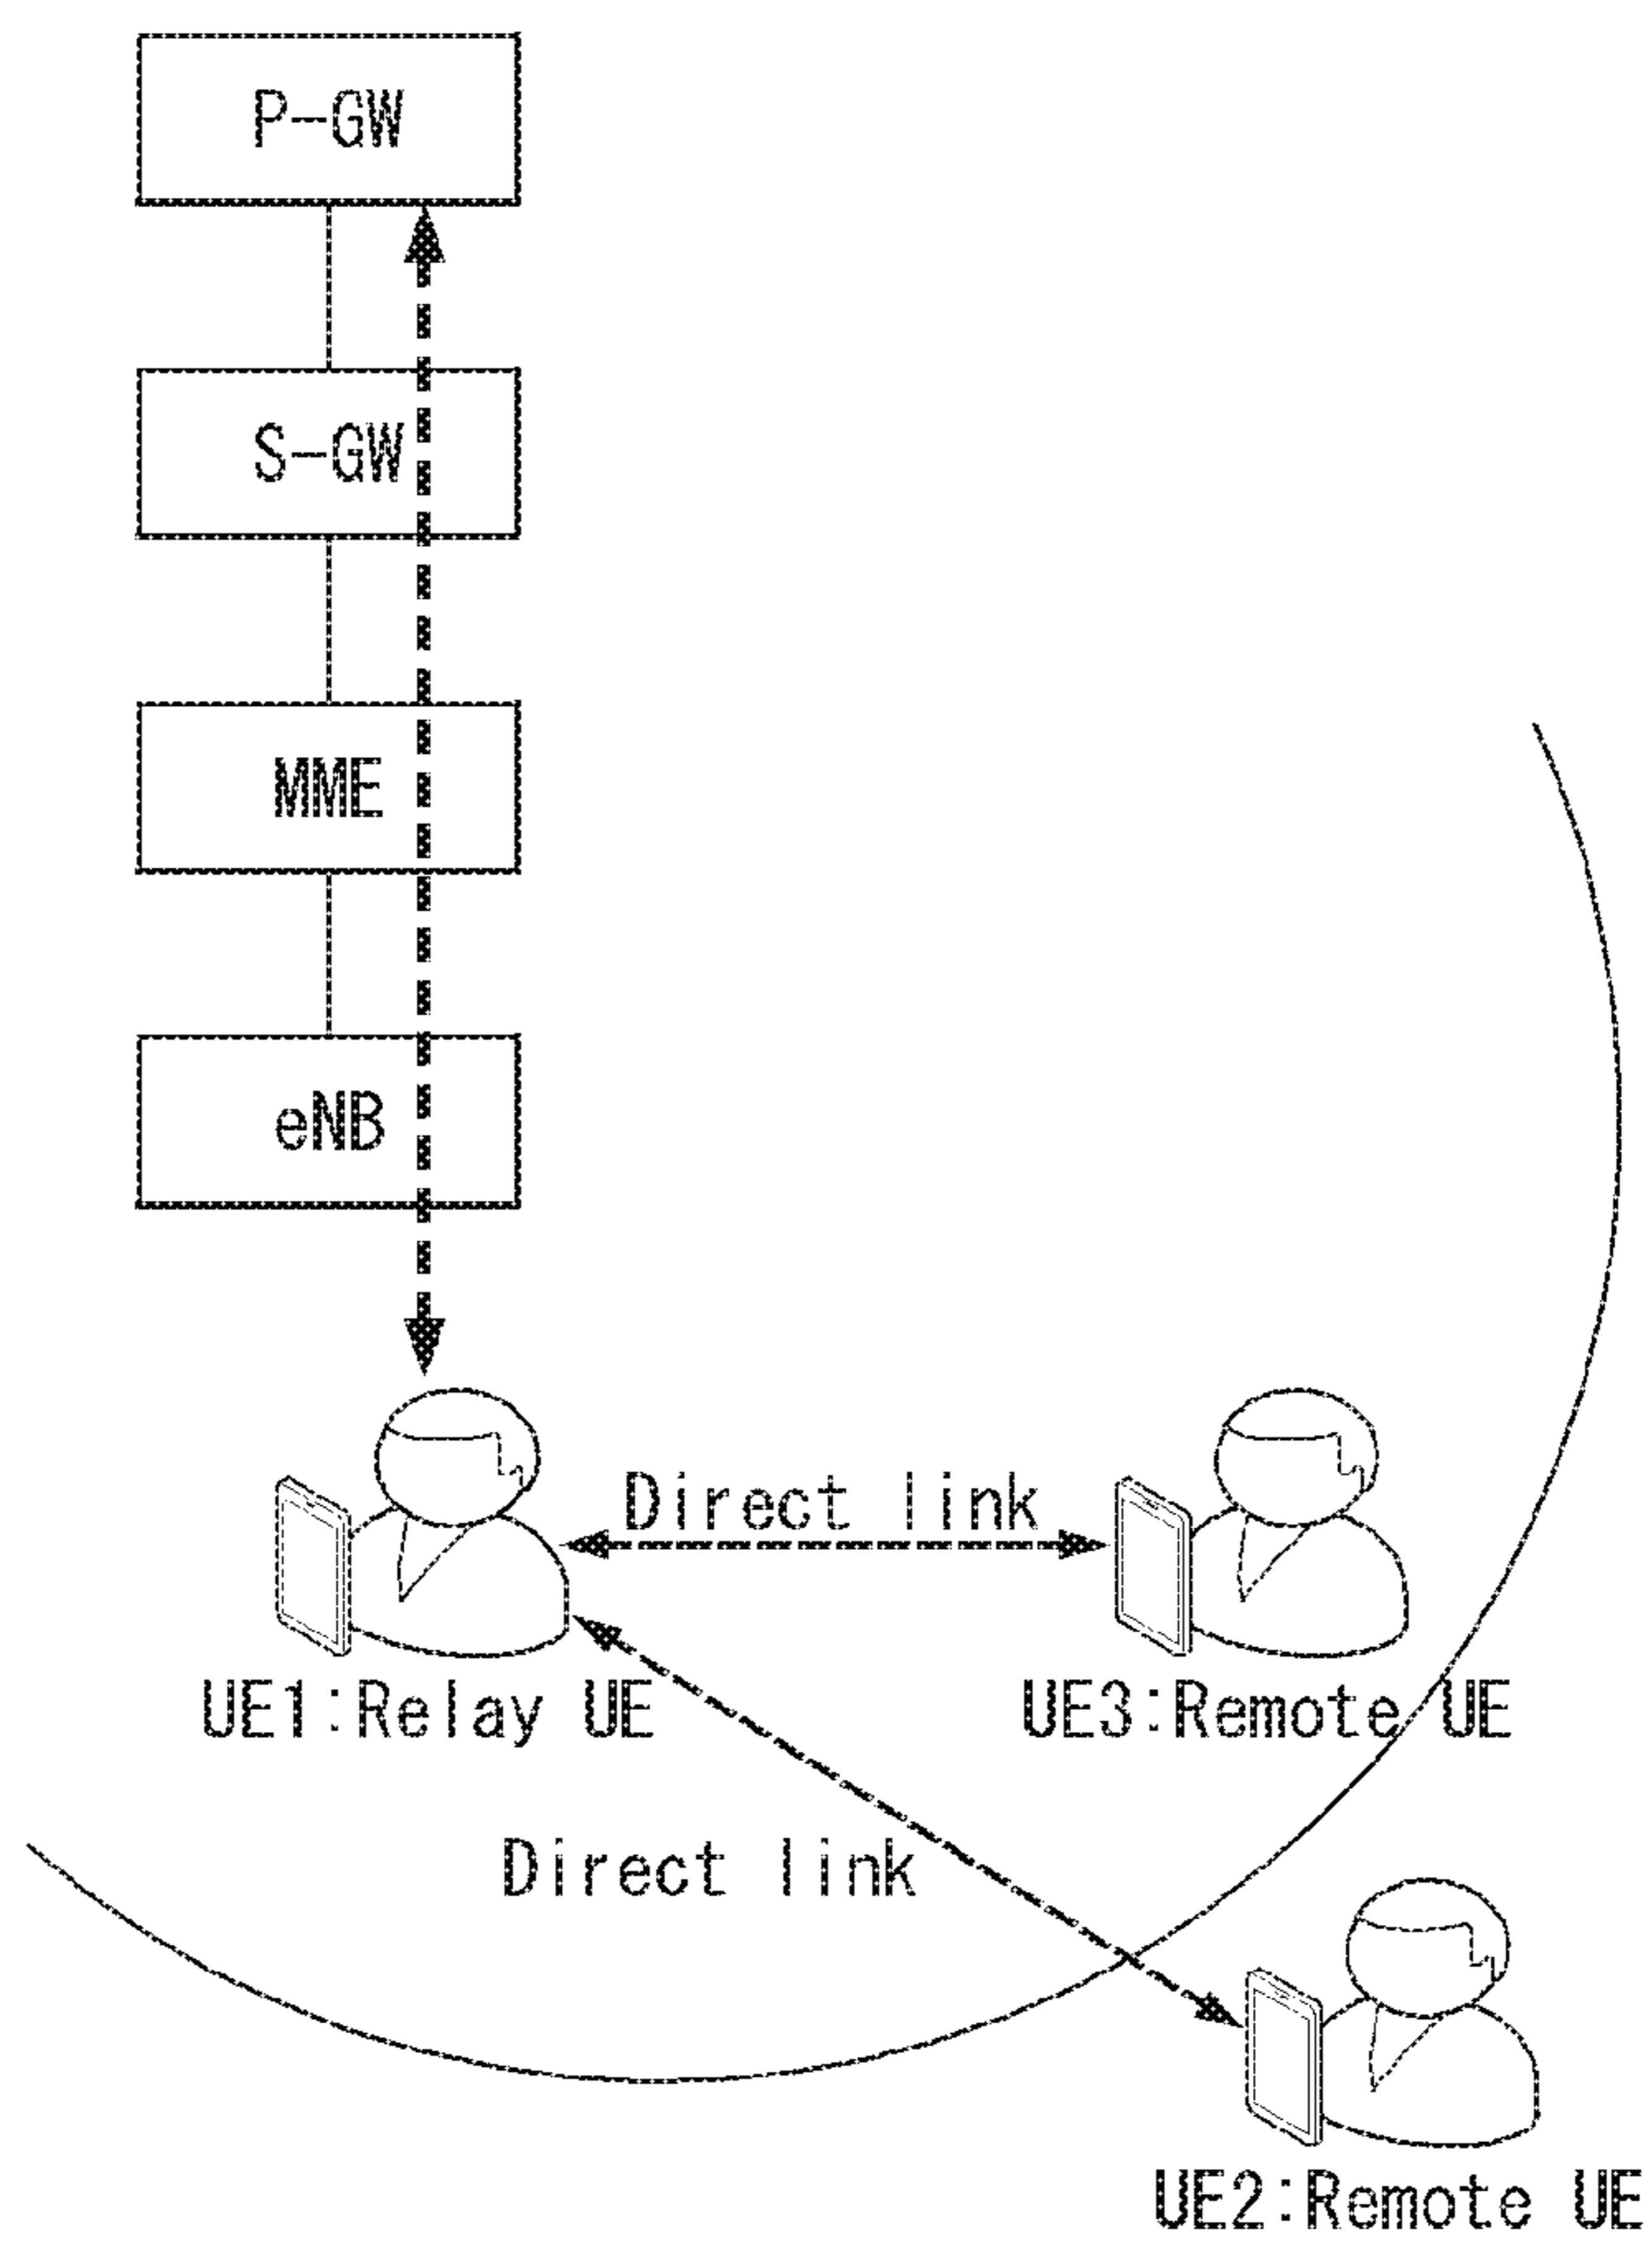 P-GW
S-GW
MME
eNB
Direct link
UE1:Relay UE
UE3:Remote UE
Direct link
UE2:Remote UE